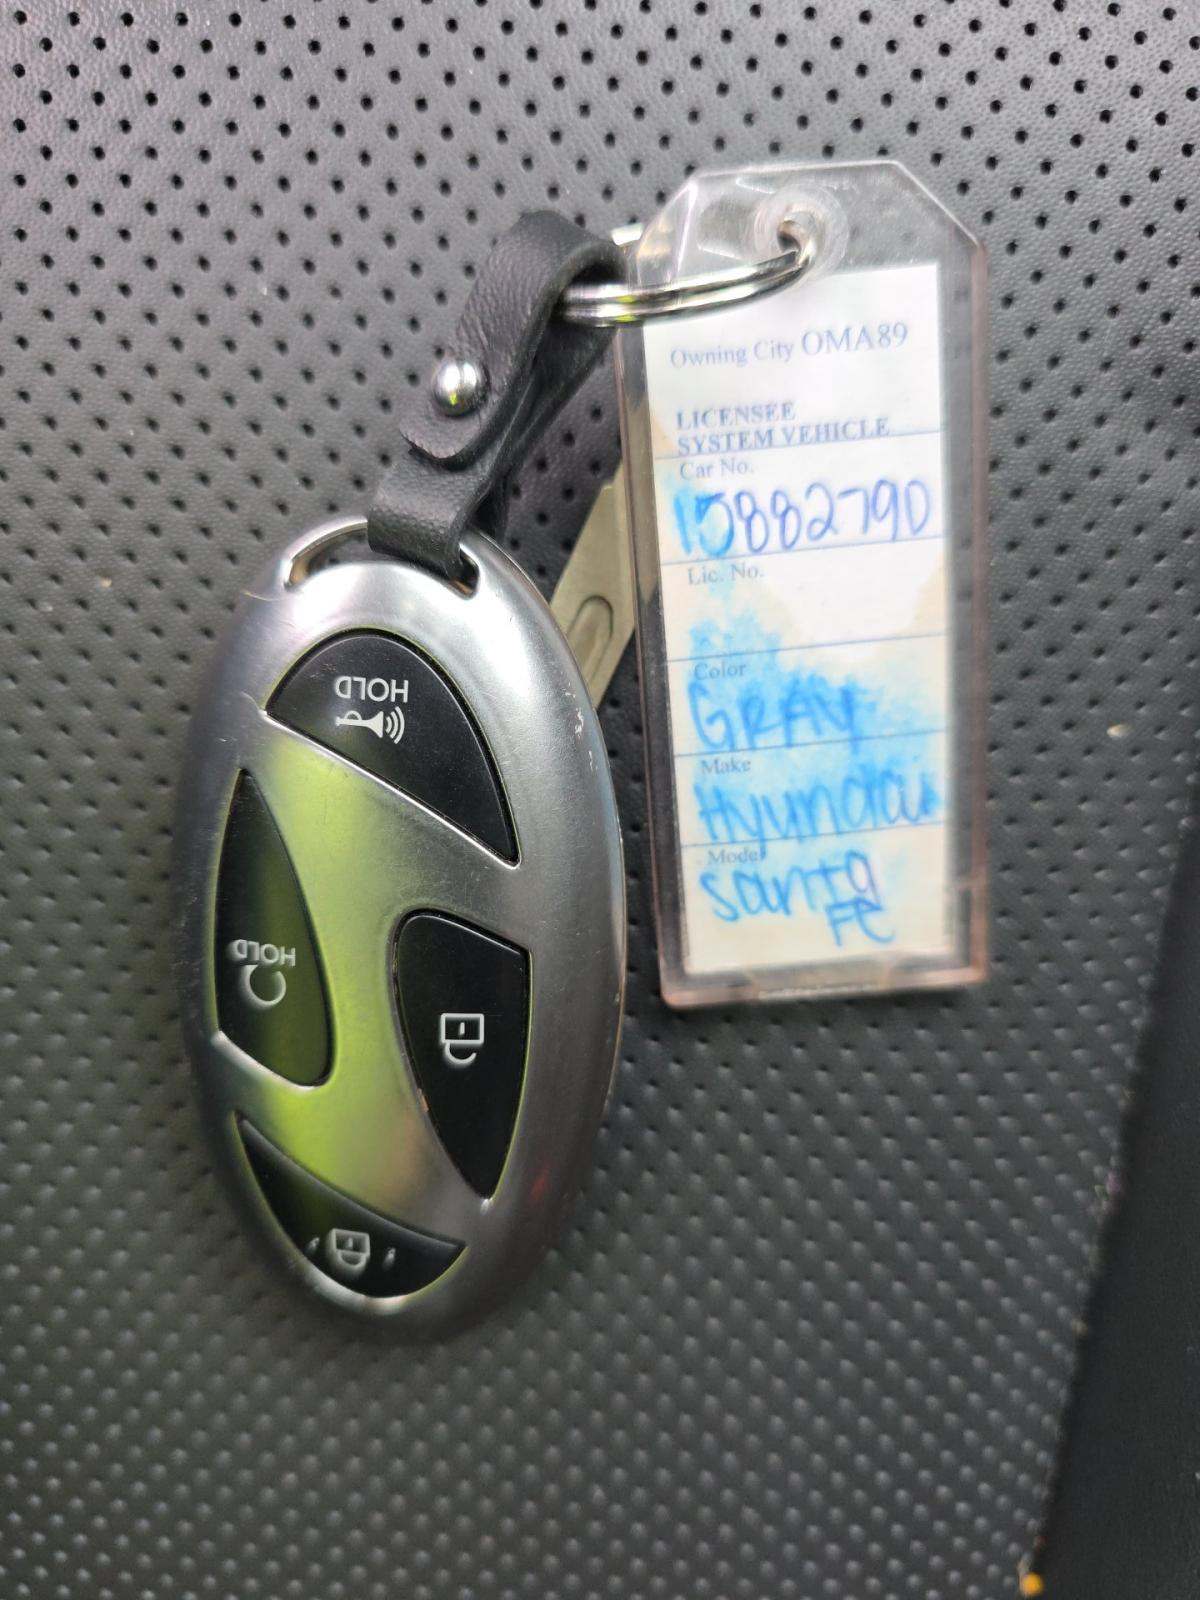 Owning City OMA89
LICENSEE
SYSTEM VEHICLE
Car No.
15882790
Lic. No.
Color
GRAY
Make
Hyundai
Model
Santa
FE
HOLD
HOLD